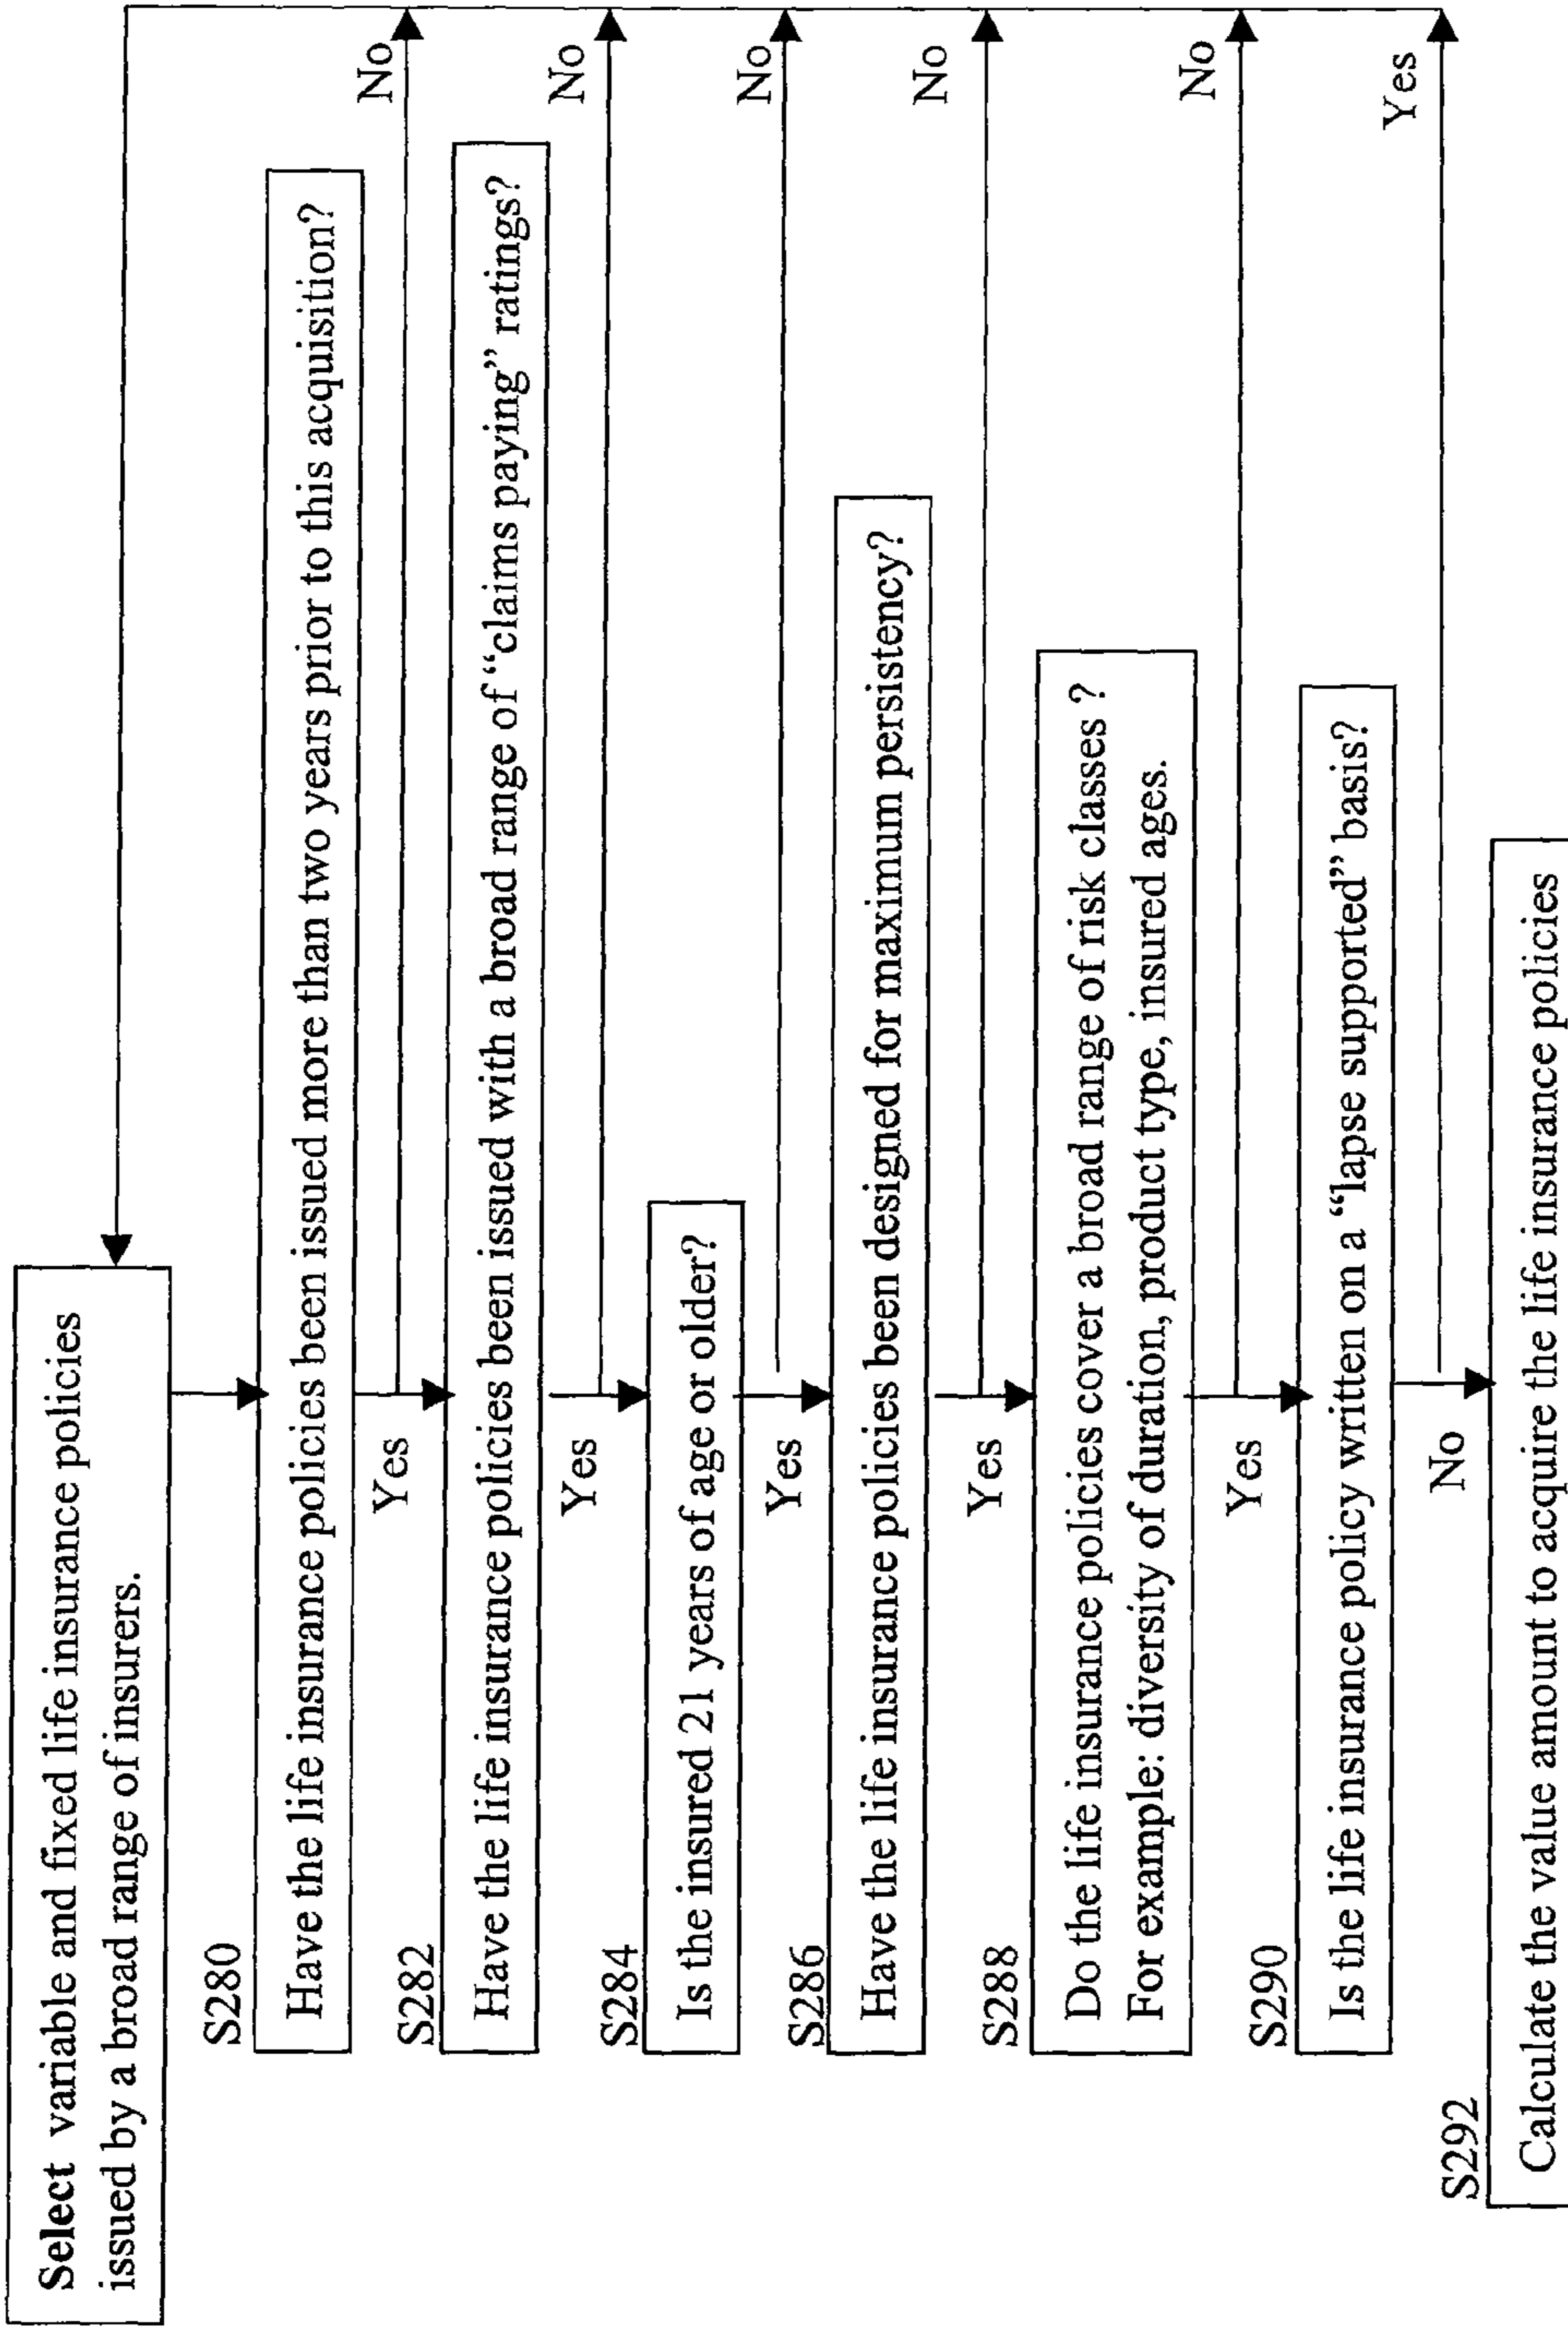 Select variable and fixed life insurance policies
issued by a broad range of insurers.
S280
Have the life insurance policies been issued more than two years prior to this acquisition?
Yes
No
S282
Have the life insurance policies been issued with a broad range of “claims paying” ratings?
Yes
No
S284
Is the insured 21 years of age or older?
Yes
No
S286
Have the life insurance policies been designed for maximum persistency?
Yes
No
S288
Do the life insurance policies cover a broad range of risk classes ?
For example: diversity of duration, product type, insured ages.
Yes
No
S290
Is the life insurance policy written on a “lapse supported” basis?
No
Yes
S292
Calculate the value amount to acquire the life insurance policies